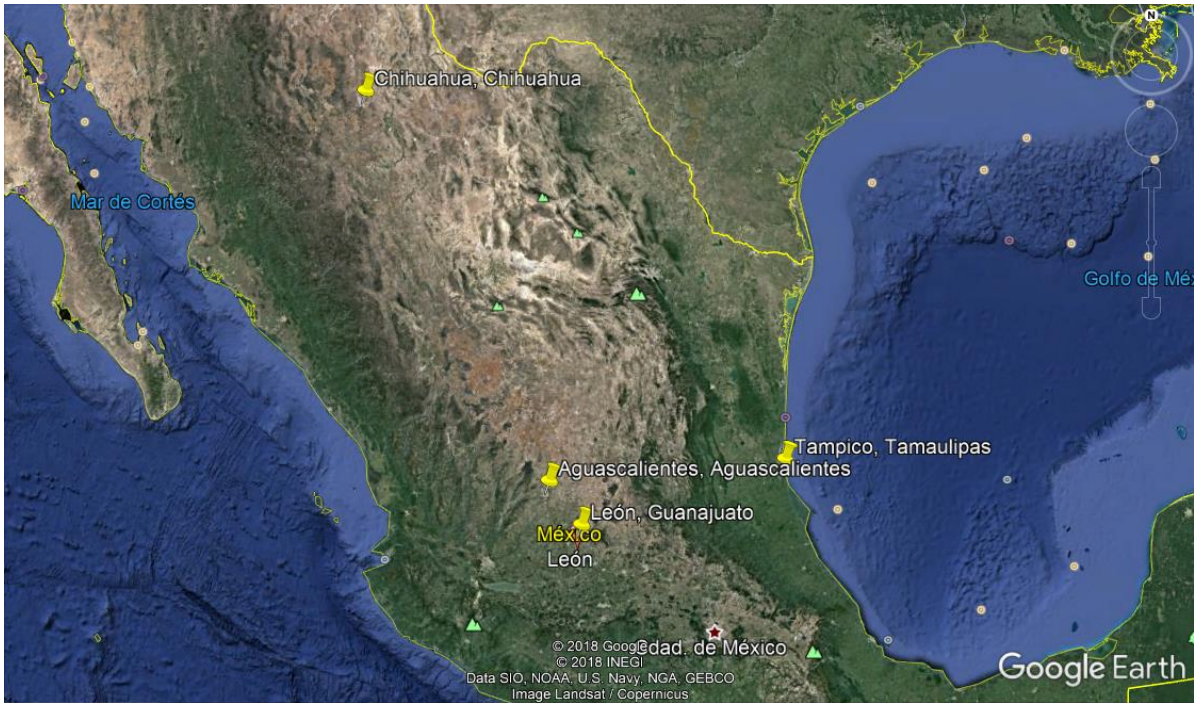 N
Chihuahua, Chihuahua
Mar de Cortés
Golfo de Méx
Tampico, Tamaulipas
Aguascalientes, Aguascalientes
León, Guanajuato
México
León
Cdad. de México
© 2018 Google
© 2018 INEGI
Data SIO, NOAA, U.S. Navy, NGA, GEBCO
Image Landsat / Copernicus
Google Earth